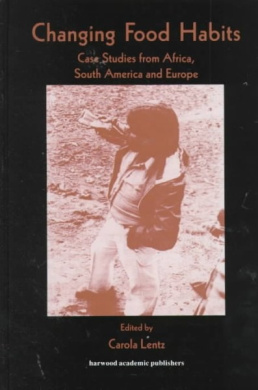 Changing Food Habits
Case Studies from Africa,
South America and Europe
Edited by
Carola Lentz
harwood academic publishers